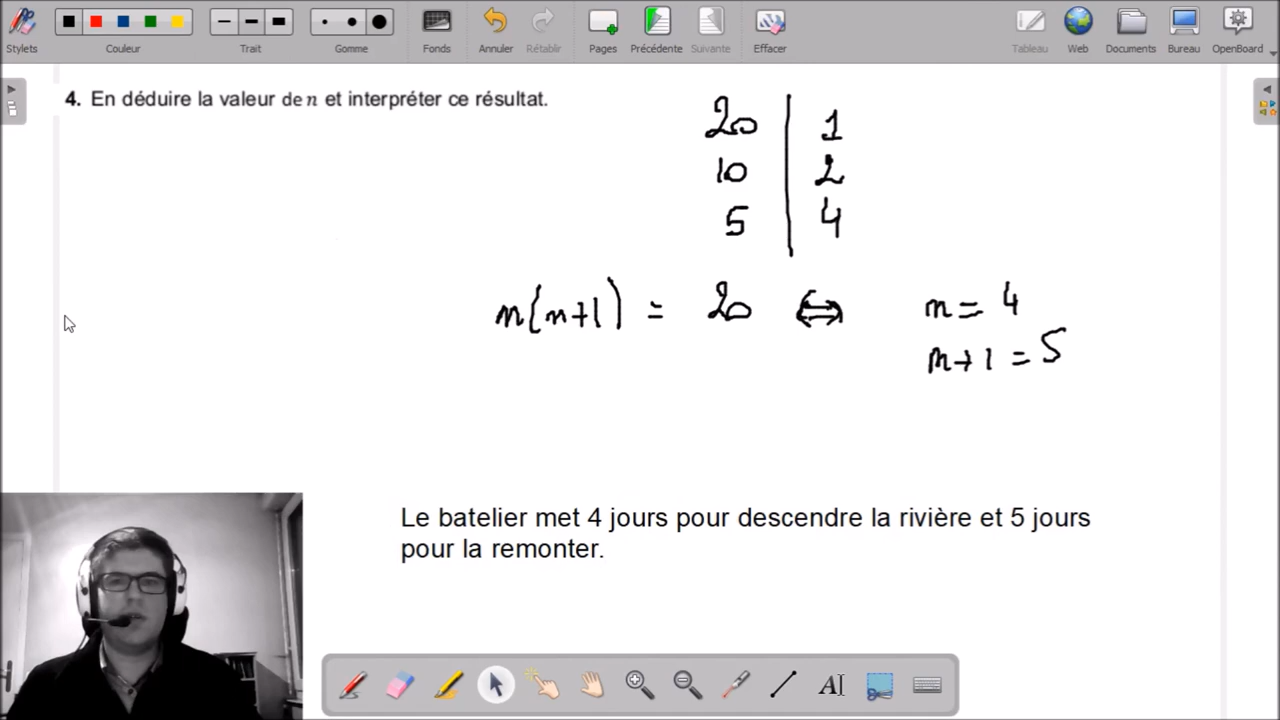 Stylets
Couleur
Trait
Gomme
Fonds
Annuler
Rétablir
Pages
Précédente
Suivante
Effacer
Tableau
Web
Documents
Bureau
OpenBoard
4. En déduire la valeur de n et interpréter ce résultat.
20 | 1
10 | 2
5 | 4
n(n+1) = 20 ⇔ n = 4
n+1 = 5
Le batelier met 4 jours pour descendre la rivière et 5 jours
pour la remonter.